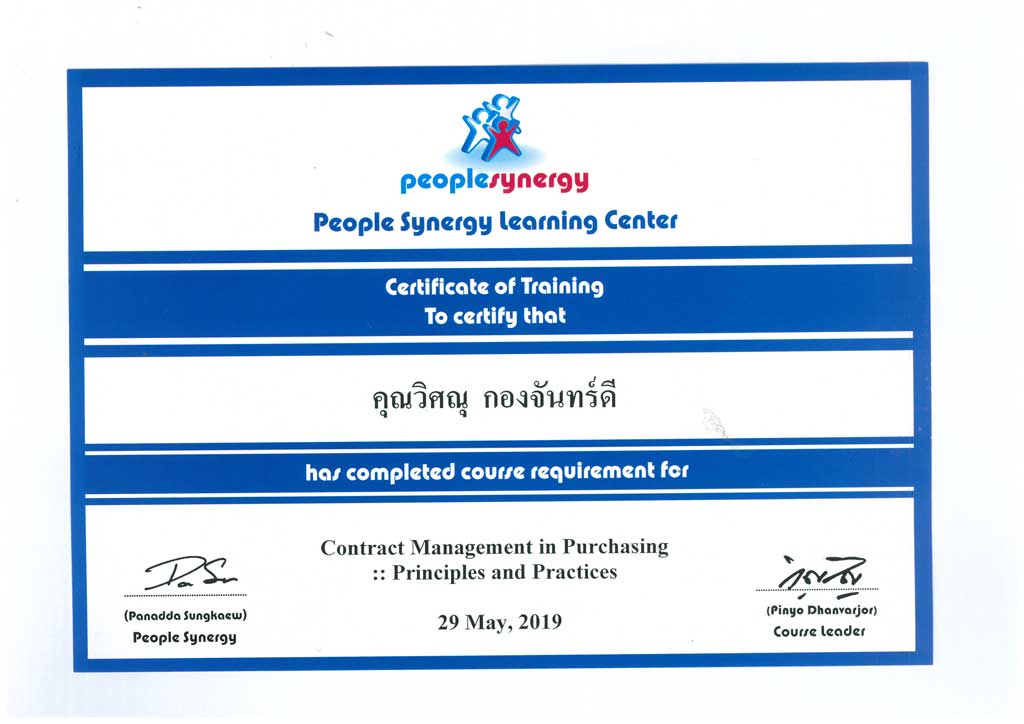 peoplesynergy
People Synergy Learning Center
Certificate of Training
To certify that
คุณวิศณุ กองจันทร์ดี
has completed course requirement for
Contract Management in Purchasing
:: Principles and Practices
29 May, 2019
(Panadda Sungkaew)
People Synergy
(Pinyo Dhanvarjor)
Course Leader